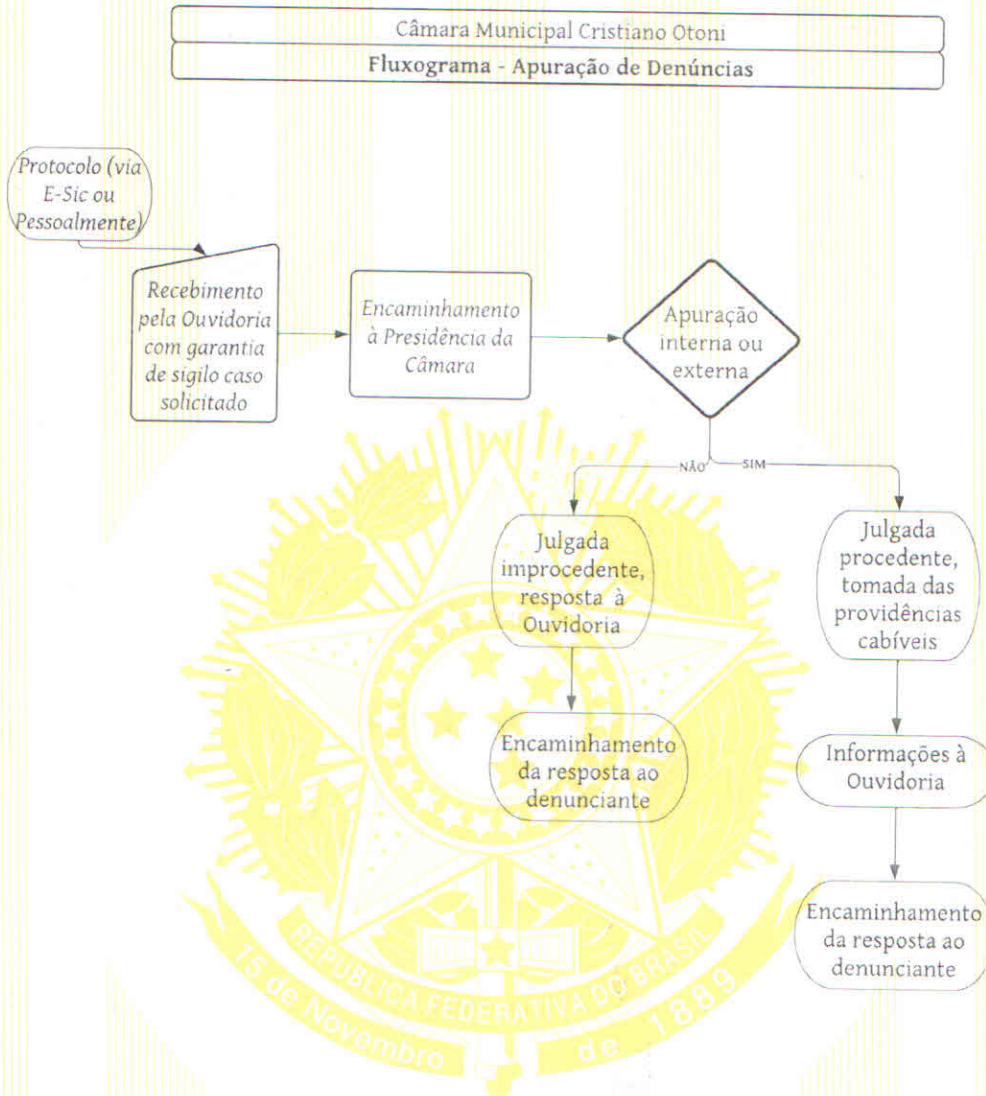 Câmara Municipal Cristiano Otoni
Fluxograma - Apuração de Denúncias
Protocolo (via
E-Sic ou
Pessoalmente)
Recebimento
pela Ouvidoria
com garantia
de sigilo caso
solicitado
Encaminhamento
à Presidência da
Câmara
Apuração
interna ou
externa
NÃO
SIM
Julgada
improcedente,
resposta à
Ouvidoria
Julgada
procedente,
tomada das
providências
cabíveis
Encaminhamento
da resposta ao
denunciante
Informações à
Ouvidoria
Encaminhamento
da resposta ao
denunciante
REPÚBLICA FEDERATIVA DO BRASIL
15 de Novembro de 1889